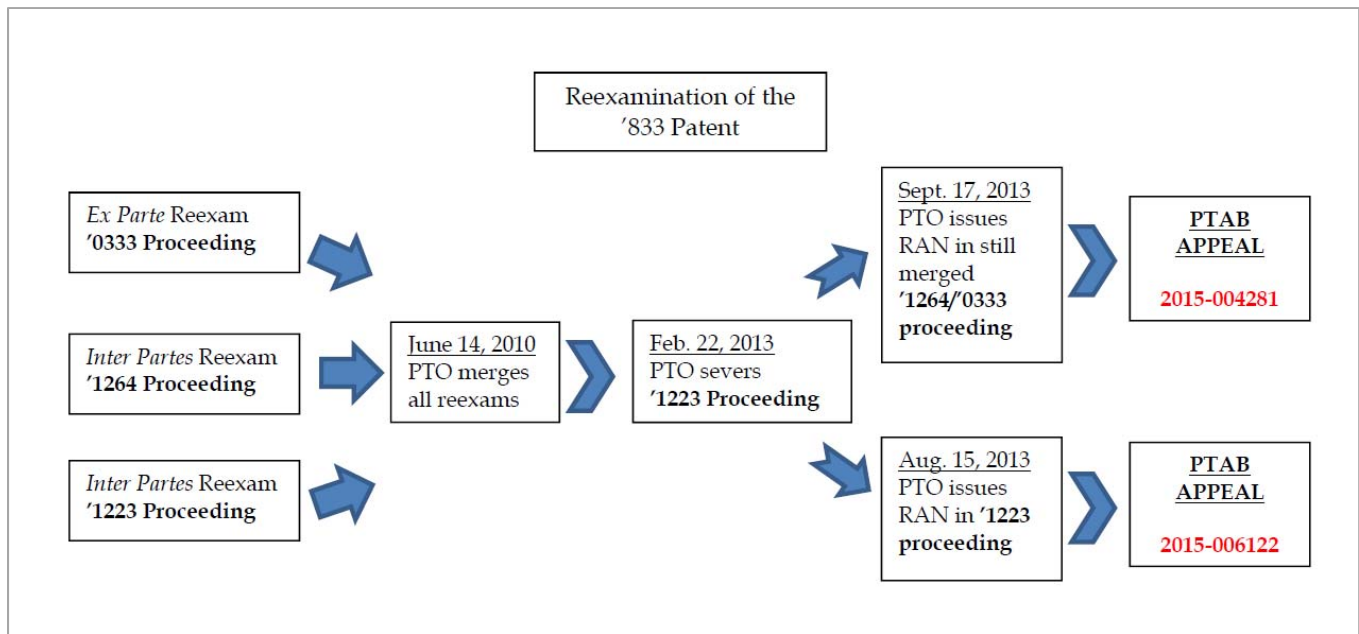 Reexamination of the
’833 Patent
Ex Parte Reexam
’0333 Proceeding
Inter Partes Reexam
’1264 Proceeding
Inter Partes Reexam
’1223 Proceeding
June 14, 2010
PTO merges
all reexams
Feb. 22, 2013
PTO severs
’1223 Proceeding
Sept. 17, 2013
PTO issues
RAN in still
merged
’1264/’0333
proceeding
PTAB
APPEAL
2015-004281
Aug. 15, 2013
PTO issues
RAN in ’1223
proceeding
PTAB
APPEAL
2015-006122